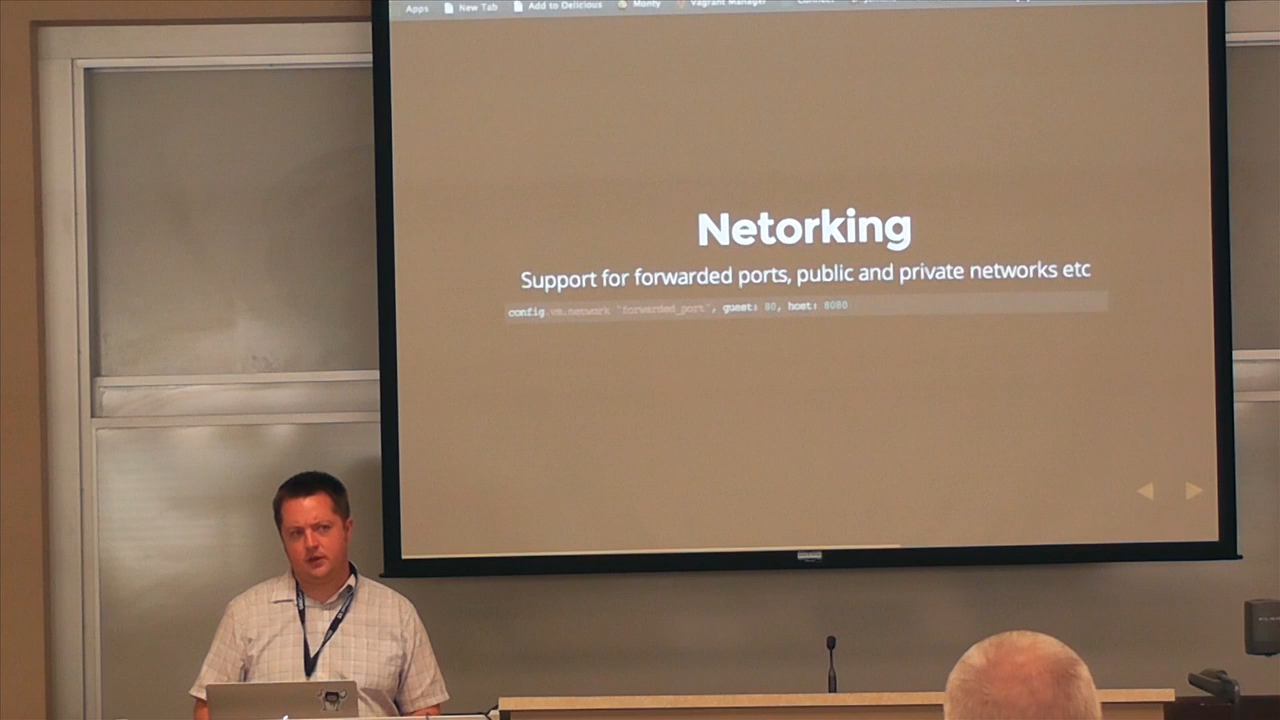 Apps New Tab Add to Delicious Monty Vagrant Manager Connect
Netorking
Support for forwarded ports, public and private networks etc
config.vm.network "forwarded_port", guest: 80, host: 8080